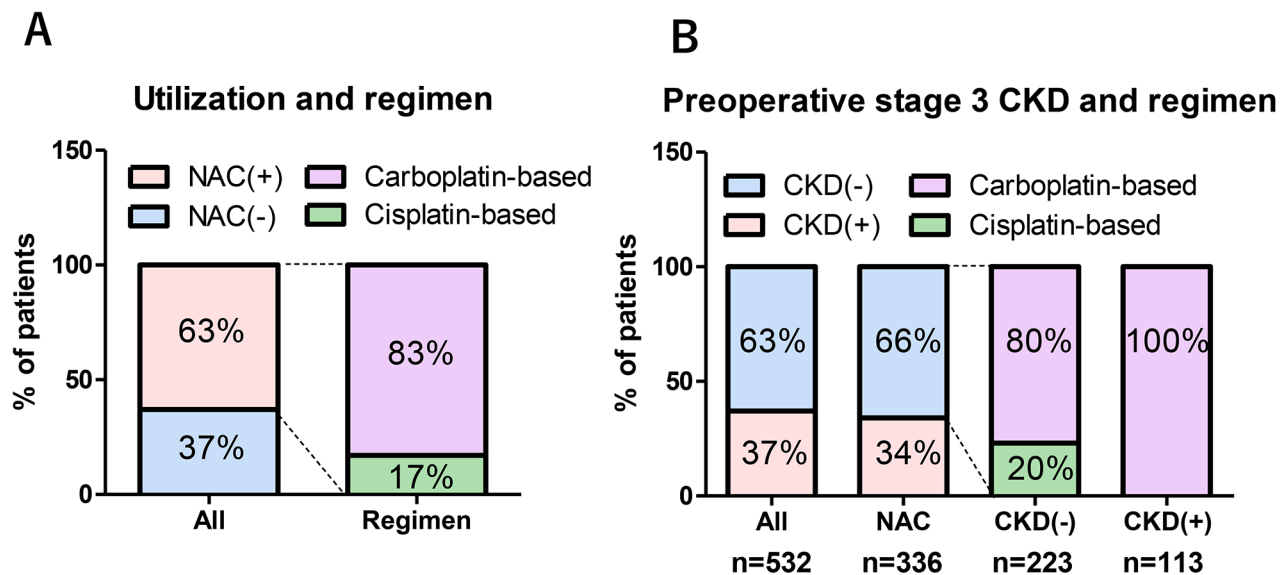 A
Utilization and regimen
150
100
50
0
% of patients
NAC(+)
Carboplatin-based
NAC(-)
Cisplatin-based
63%
37%
83%
17%
All
Regimen
B
Preoperative stage 3 CKD and regimen
150
100
50
0
% of patients
CKD(-)
Carboplatin-based
CKD(+)
Cisplatin-based
63%
66%
80%
100%
37%
34%
20%
All
NAC
CKD(-)
CKD(+)
n=532
n=336
n=223
n=113